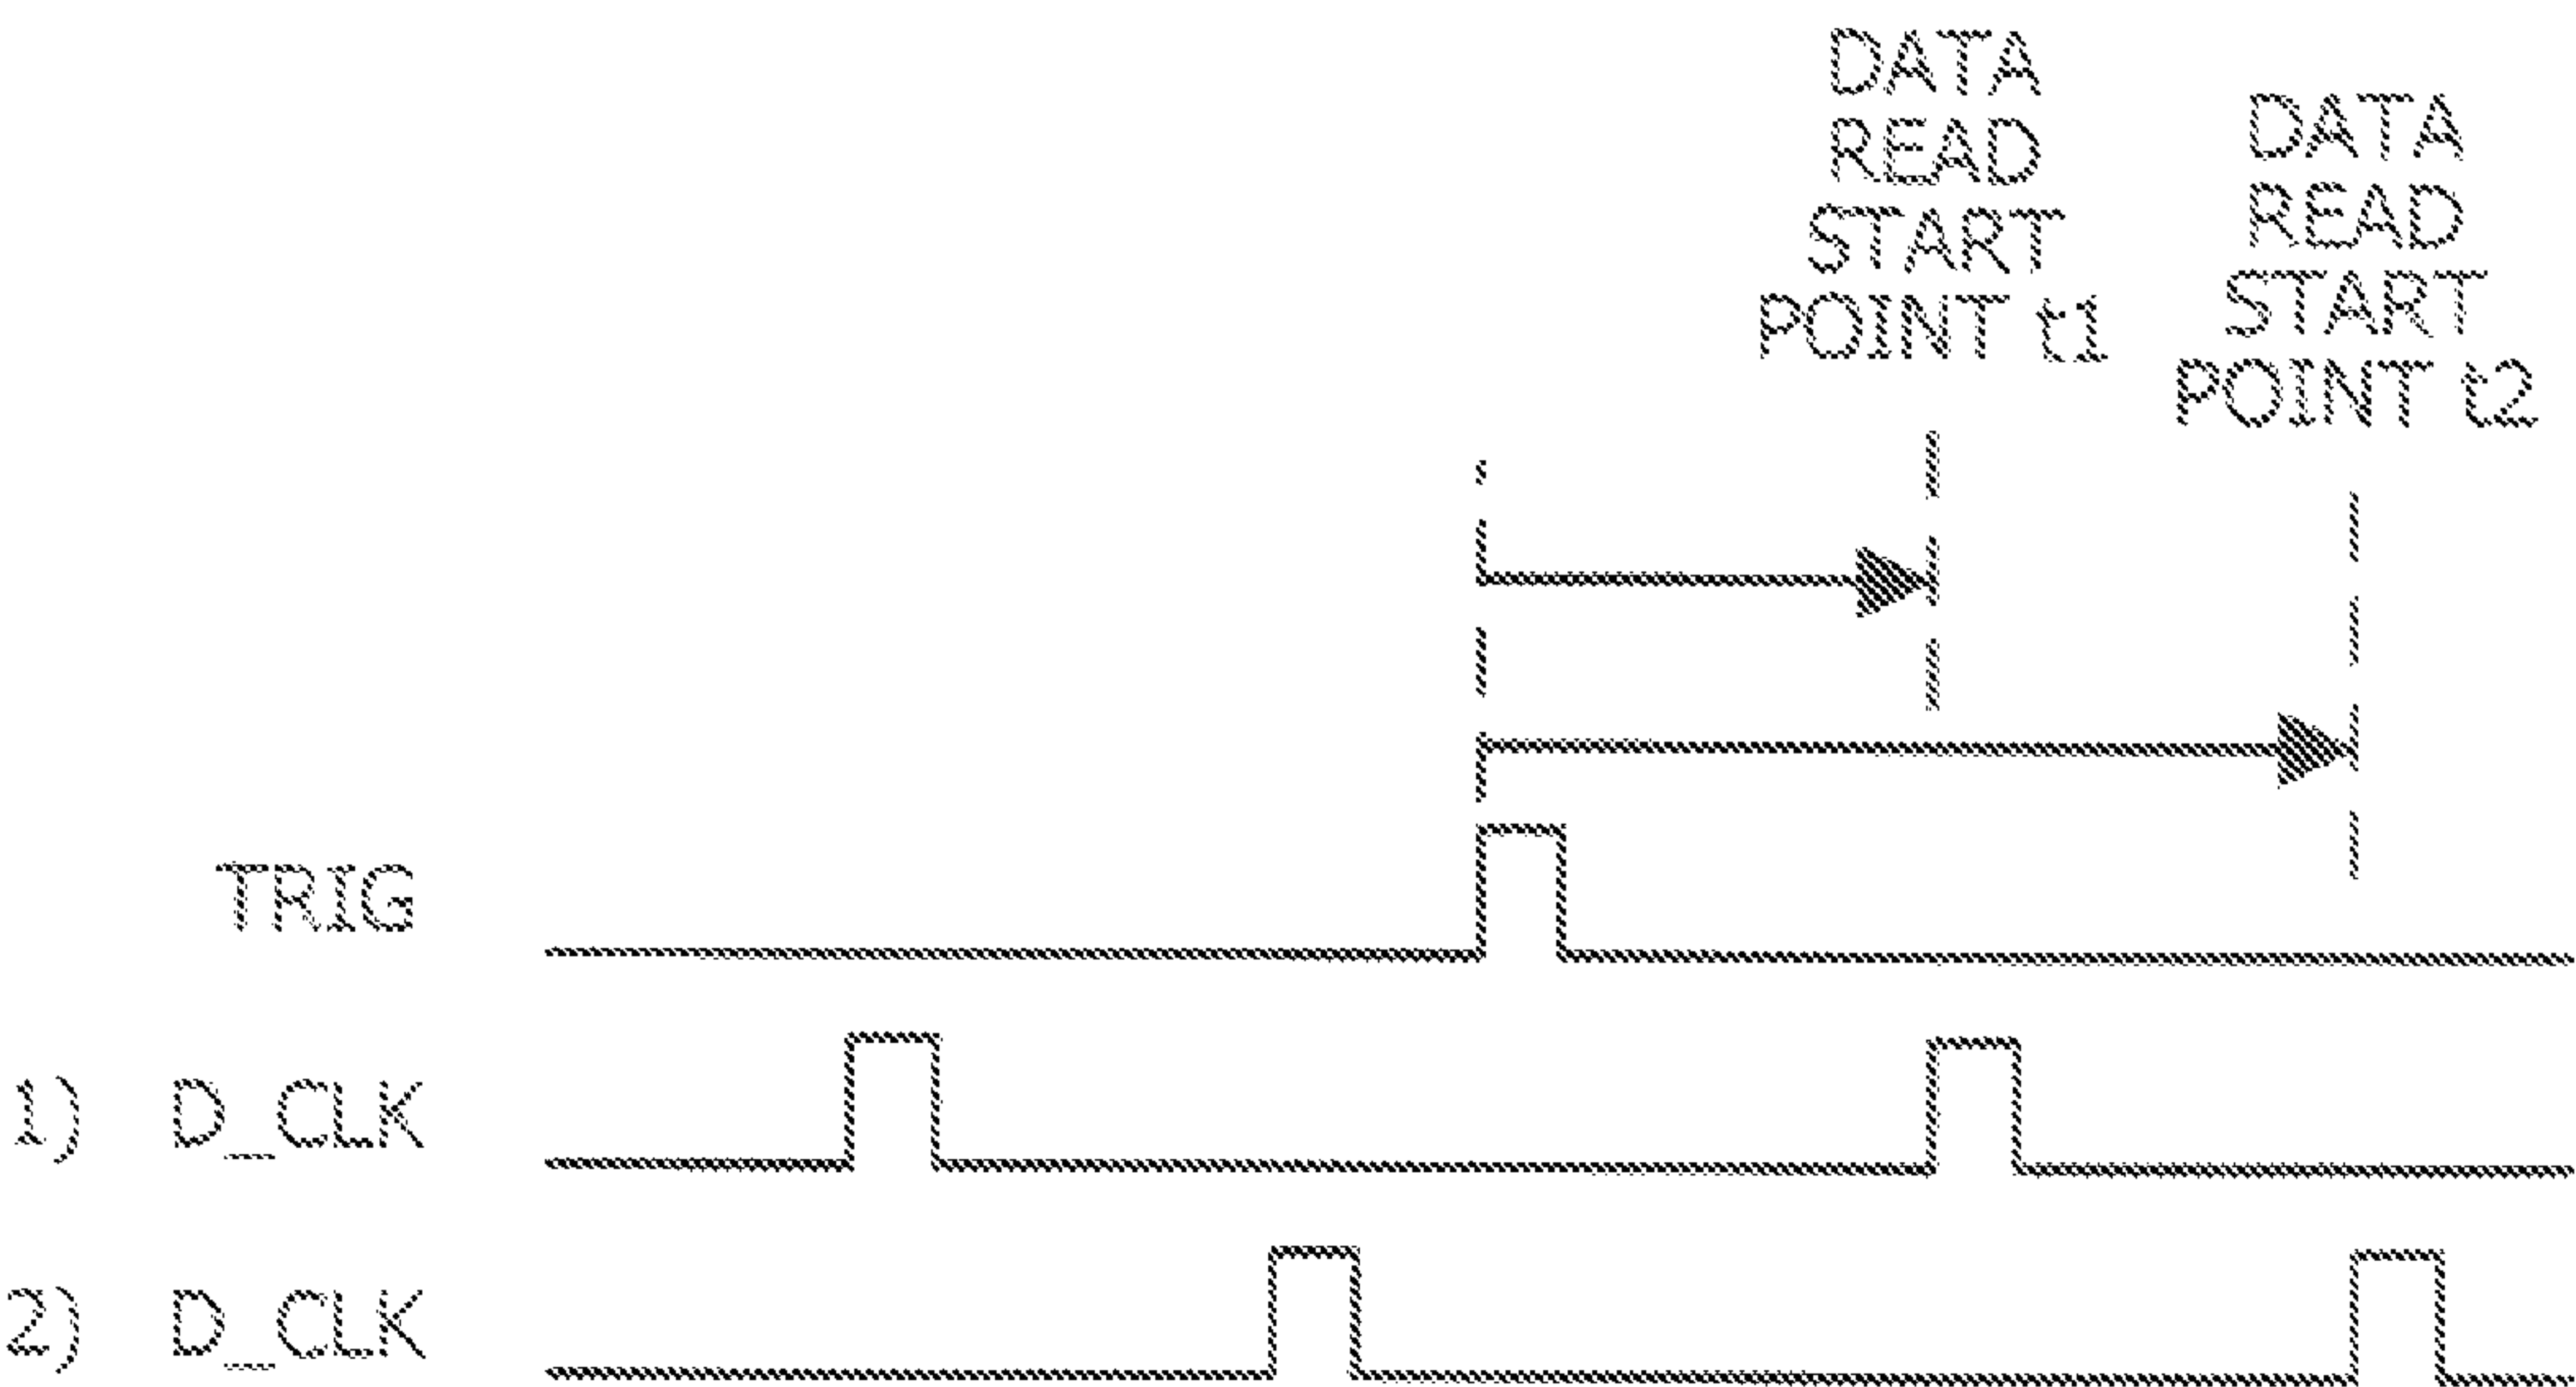 DATA
READ
START
POINT t1
DATA
READ
START
POINT t2
TRIG
1) D_CLK
2) D_CLK